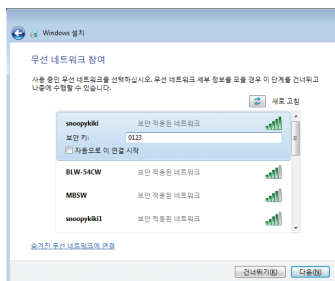 Windows 설치
무선 네트워크 참여
사용 중인 무선 네트워크를 선택하십시오. 무선 네트워크 세부 정보를 모를 경우 이 단계를 건너뛰고
나중에 수행할 수 있습니다.
새로 고침
snoopykiki 보안 적용된 네트워크
보안 키: 0123
자동으로 이 연결 시작
BLW-54CW 보안 적용된 네트워크
MBSW 보안 적용된 네트워크
snoopykiki1 보안 적용된 네트워크
숨겨진 무선 네트워크에 연결
건너뛰기(K) 다음(N)